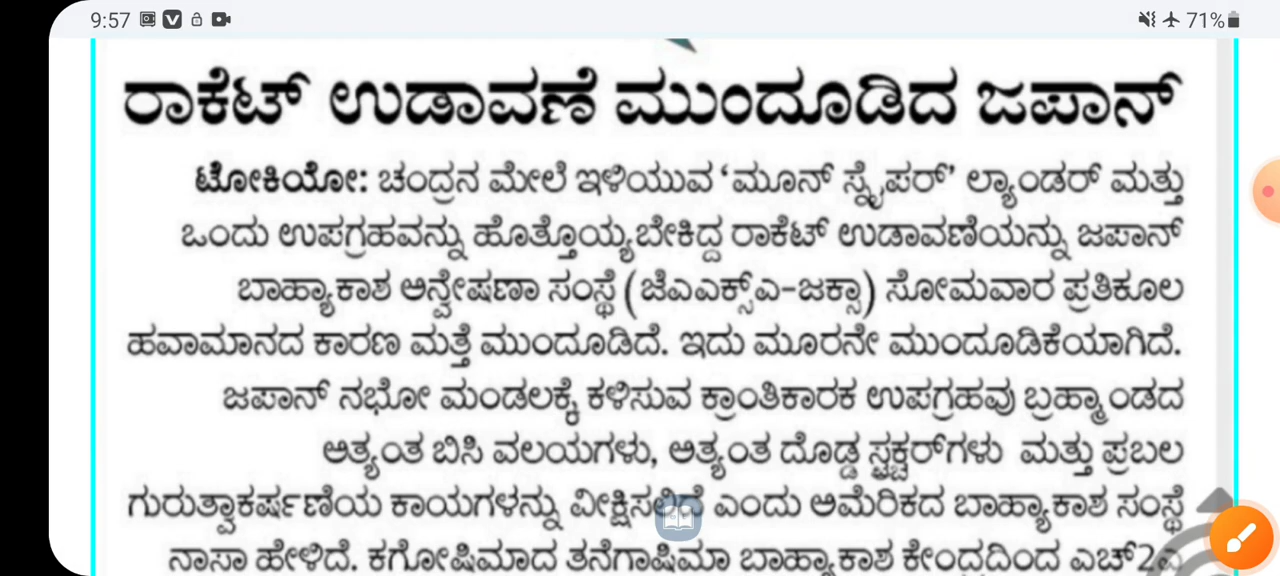 9:57
71%
ರಾಕೆಟ್ ಉಡಾವಣೆ ಮುಂದೂಡಿದ ಜಪಾನ್
ಟೋಕಿಯೋ: ಚಂದ್ರನ ಮೇಲೆ ಇಳಿಯುವ ‘ಮೂನ್ ಸ್ನೈಪರ್’ ಲ್ಯಾಂಡರ್ ಮತ್ತು
ಒಂದು ಉಪಗ್ರಹವನ್ನು ಹೊತ್ತೊಯ್ಯಬೇಕಿದ್ದ ರಾಕೆಟ್ ಉಡಾವಣೆಯನ್ನು ಜಪಾನ್
ಬಾಹ್ಯಾಕಾಶ ಅನ್ವೇಷಣಾ ಸಂಸ್ಥೆ (ಜೆಎಎಕ್ಸ್‌ಎ-ಜಕ್ಸಾ) ಸೋಮವಾರ ಪ್ರತಿಕೂಲ
ಹವಾಮಾನದ ಕಾರಣ ಮತ್ತೆ ಮುಂದೂಡಿದೆ. ಇದು ಮೂರನೇ ಮುಂದೂಡಿಕೆಯಾಗಿದೆ.
ಜಪಾನ್ ನಭೋ ಮಂಡಲಕ್ಕೆ ಕಳಿಸುವ ಕ್ರಾಂತಿಕಾರಕ ಉಪಗ್ರಹವು ಬ್ರಹ್ಮಾಂಡದ
ಅತ್ಯಂತ ಬಿಸಿ ವಲಯಗಳು, ಅತ್ಯಂತ ದೊಡ್ಡ ಸ್ಟ್ರಕ್ಚರ್‌ಗಳು ಮತ್ತು ಪ್ರಬಲ
ಗುರುತ್ವಾಕರ್ಷಣೆಯ ಕಾಯಗಳನ್ನು ಎಂದು ಅಮೆರಿಕದ ಬಾಹ್ಯಾಕಾಶ ಸಂಸ್ಥೆ
ನಾಸಾ ಹೇಳಿದೆ. ಕಗೋಷಿಮಾದ ತನೆಗಾಷಿಮಾ ಬಾಹ್ಯಾಕಾಶ ಕೇಂದ್ರದಿಂದ